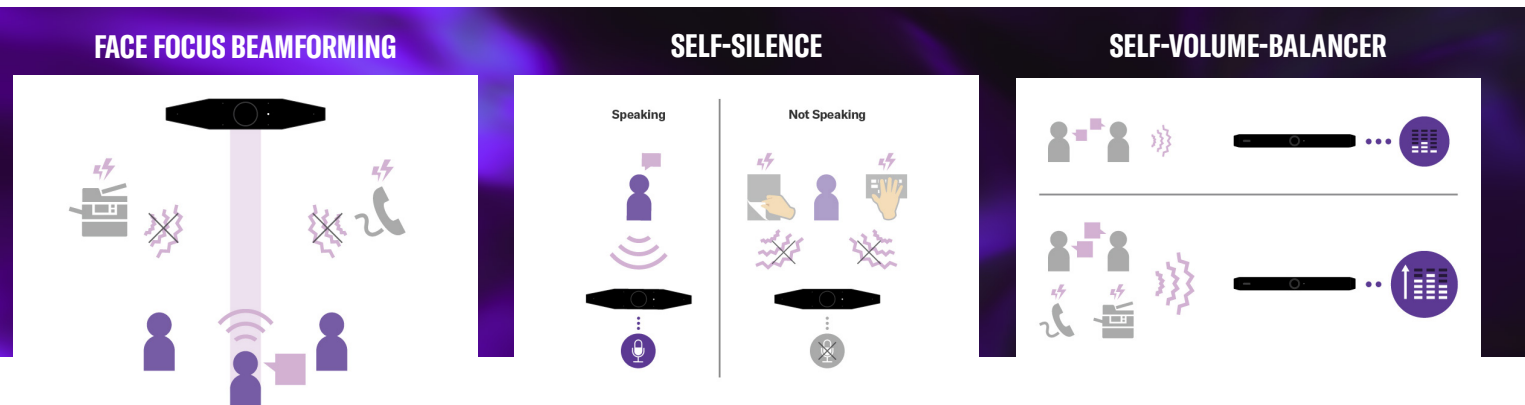 FACE FOCUS BEAMFORMING
SELF-SILENCE
Speaking
Not Speaking
SELF-VOLUME-BALANCER